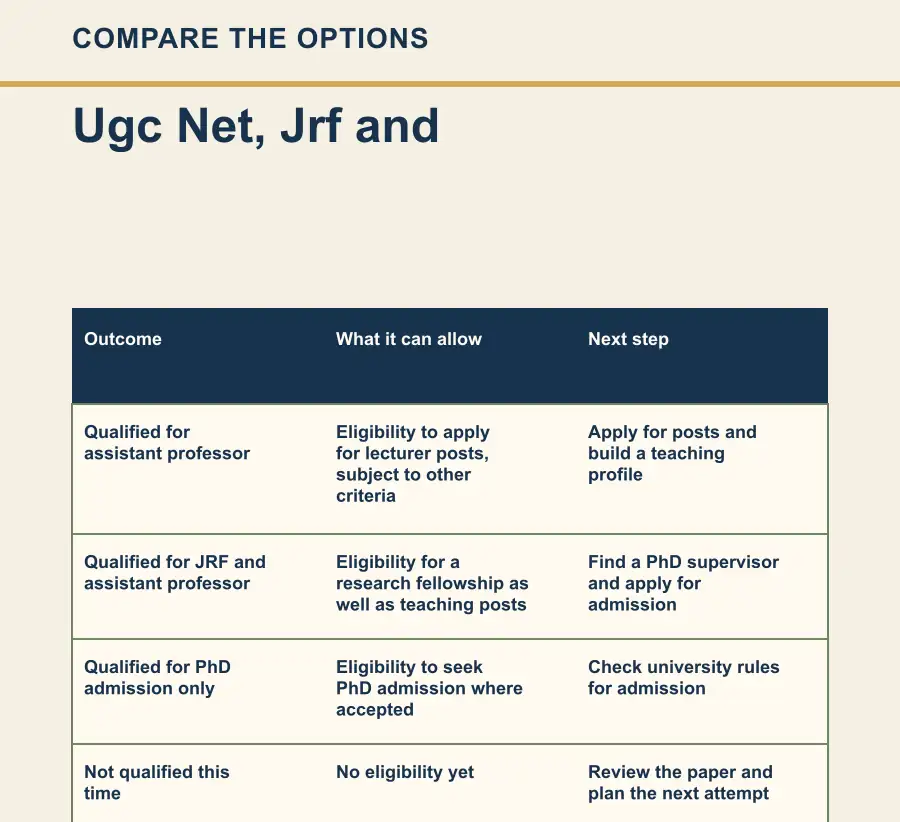 COMPARE THE OPTIONS
Ugc Net, Jrf and
Outcome
What it can allow
Next step
Qualified for
assistant professor
Eligibility to apply
for lecturer posts,
subject to other
criteria
Apply for posts and
build a teaching
profile
Qualified for JRF and
assistant professor
Eligibility for a
research fellowship as
well as teaching posts
Find a PhD supervisor
and apply for
admission
Qualified for PhD
admission only
Eligibility to seek
PhD admission where
accepted
Check university rules
for admission
Not qualified this
time
No eligibility yet
Review the paper and
plan the next attempt